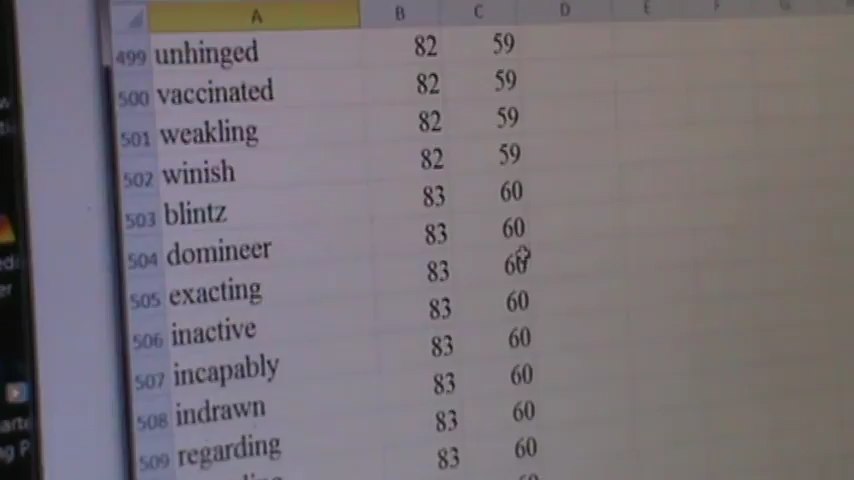 A B C D E F G
499 unhinged 82 59
500 vaccinated 82 59
501 weakling 82 59
502 winish 82 59
503 blintz 83 60
504 domineer 83 60
505 exacting 83 60
506 inactive 83 60
507 incapably 83 60
508 indrawn 83 60
509 regarding 83 60
83 60